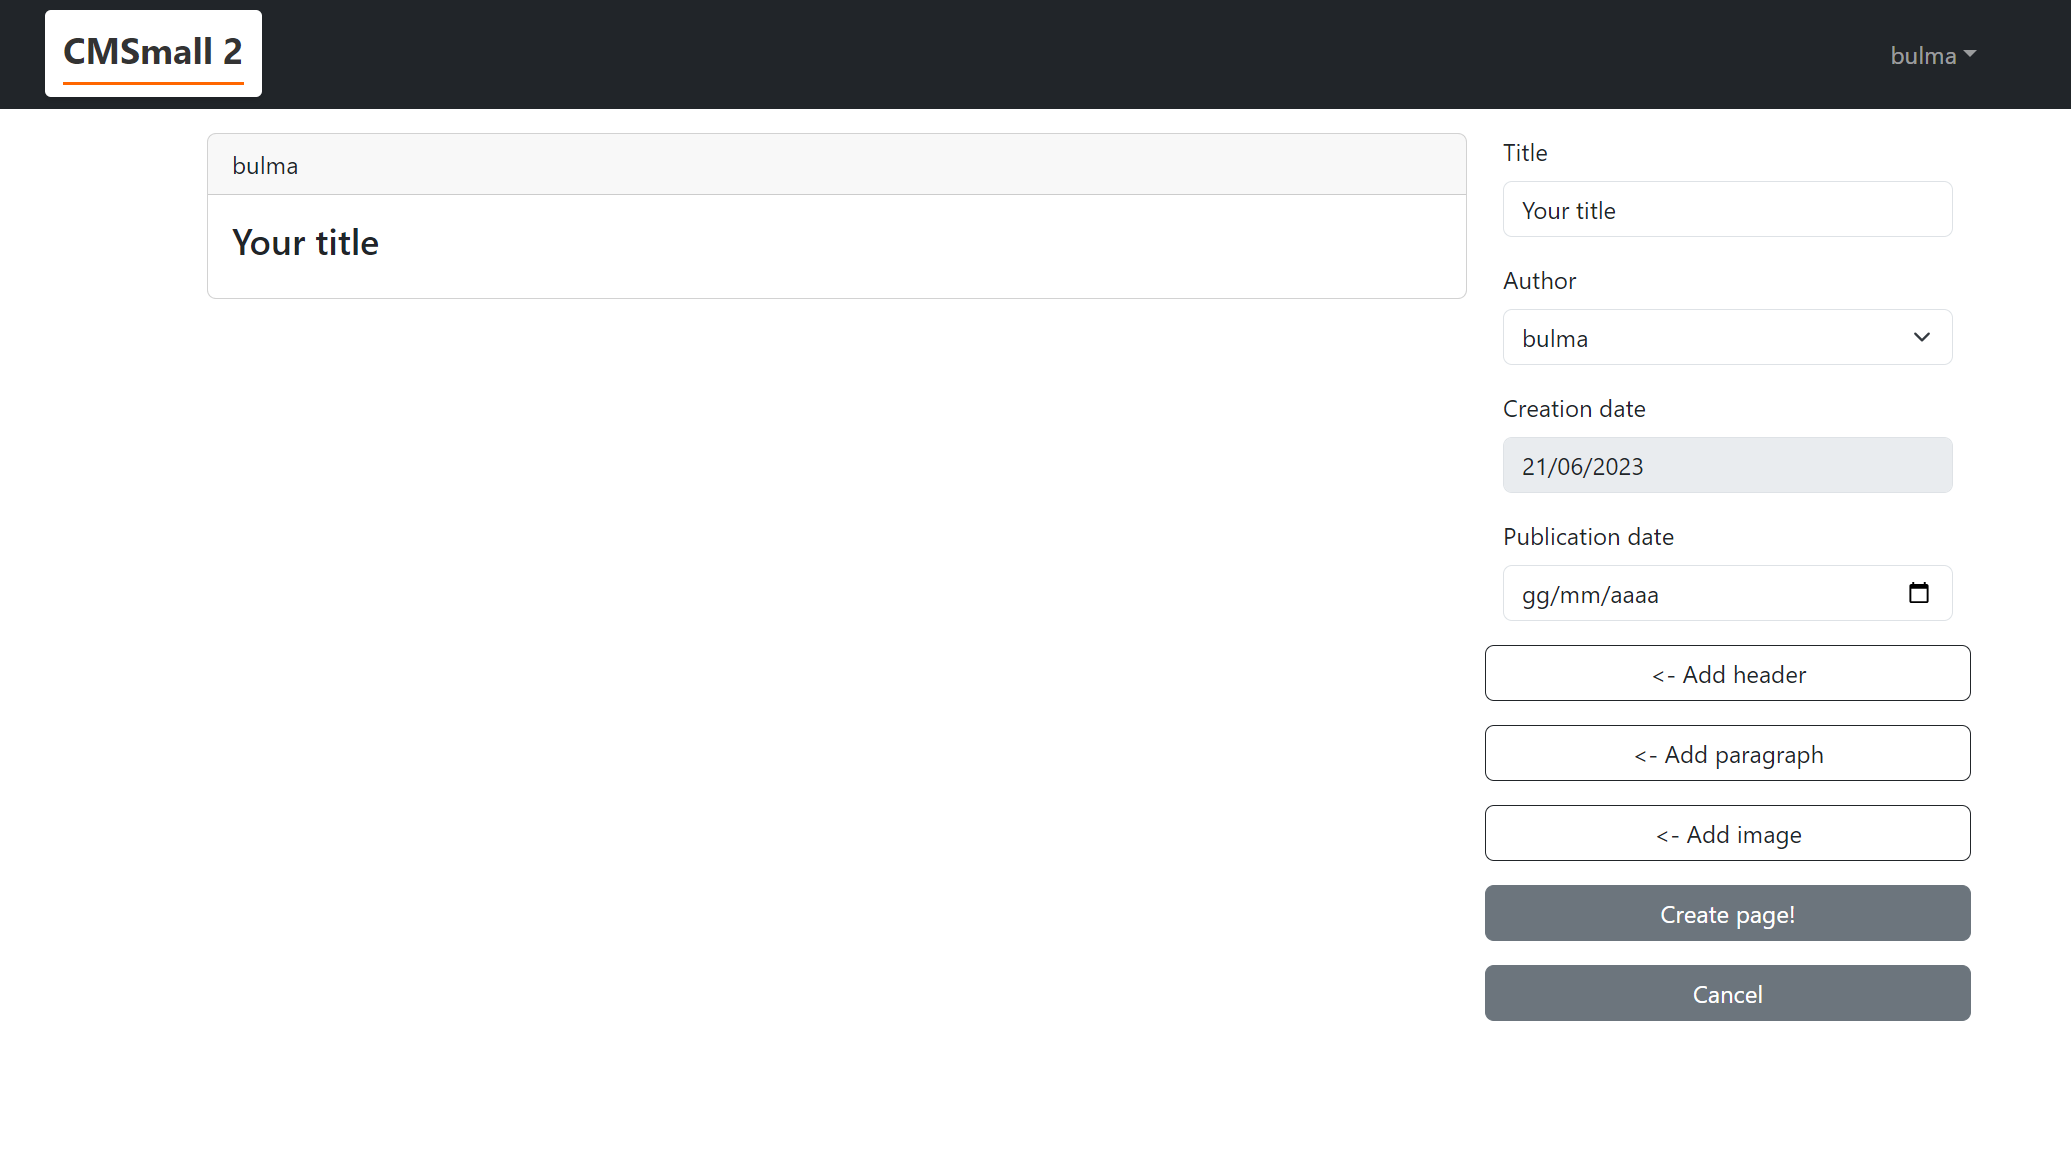 CMSmall 2
bulma
bulma
Your title
Title
Your title
Author
bulma
Creation date
21/06/2023
Publication date
gg/mm/aaaa
<- Add header
<- Add paragraph
<- Add image
Create page!
Cancel